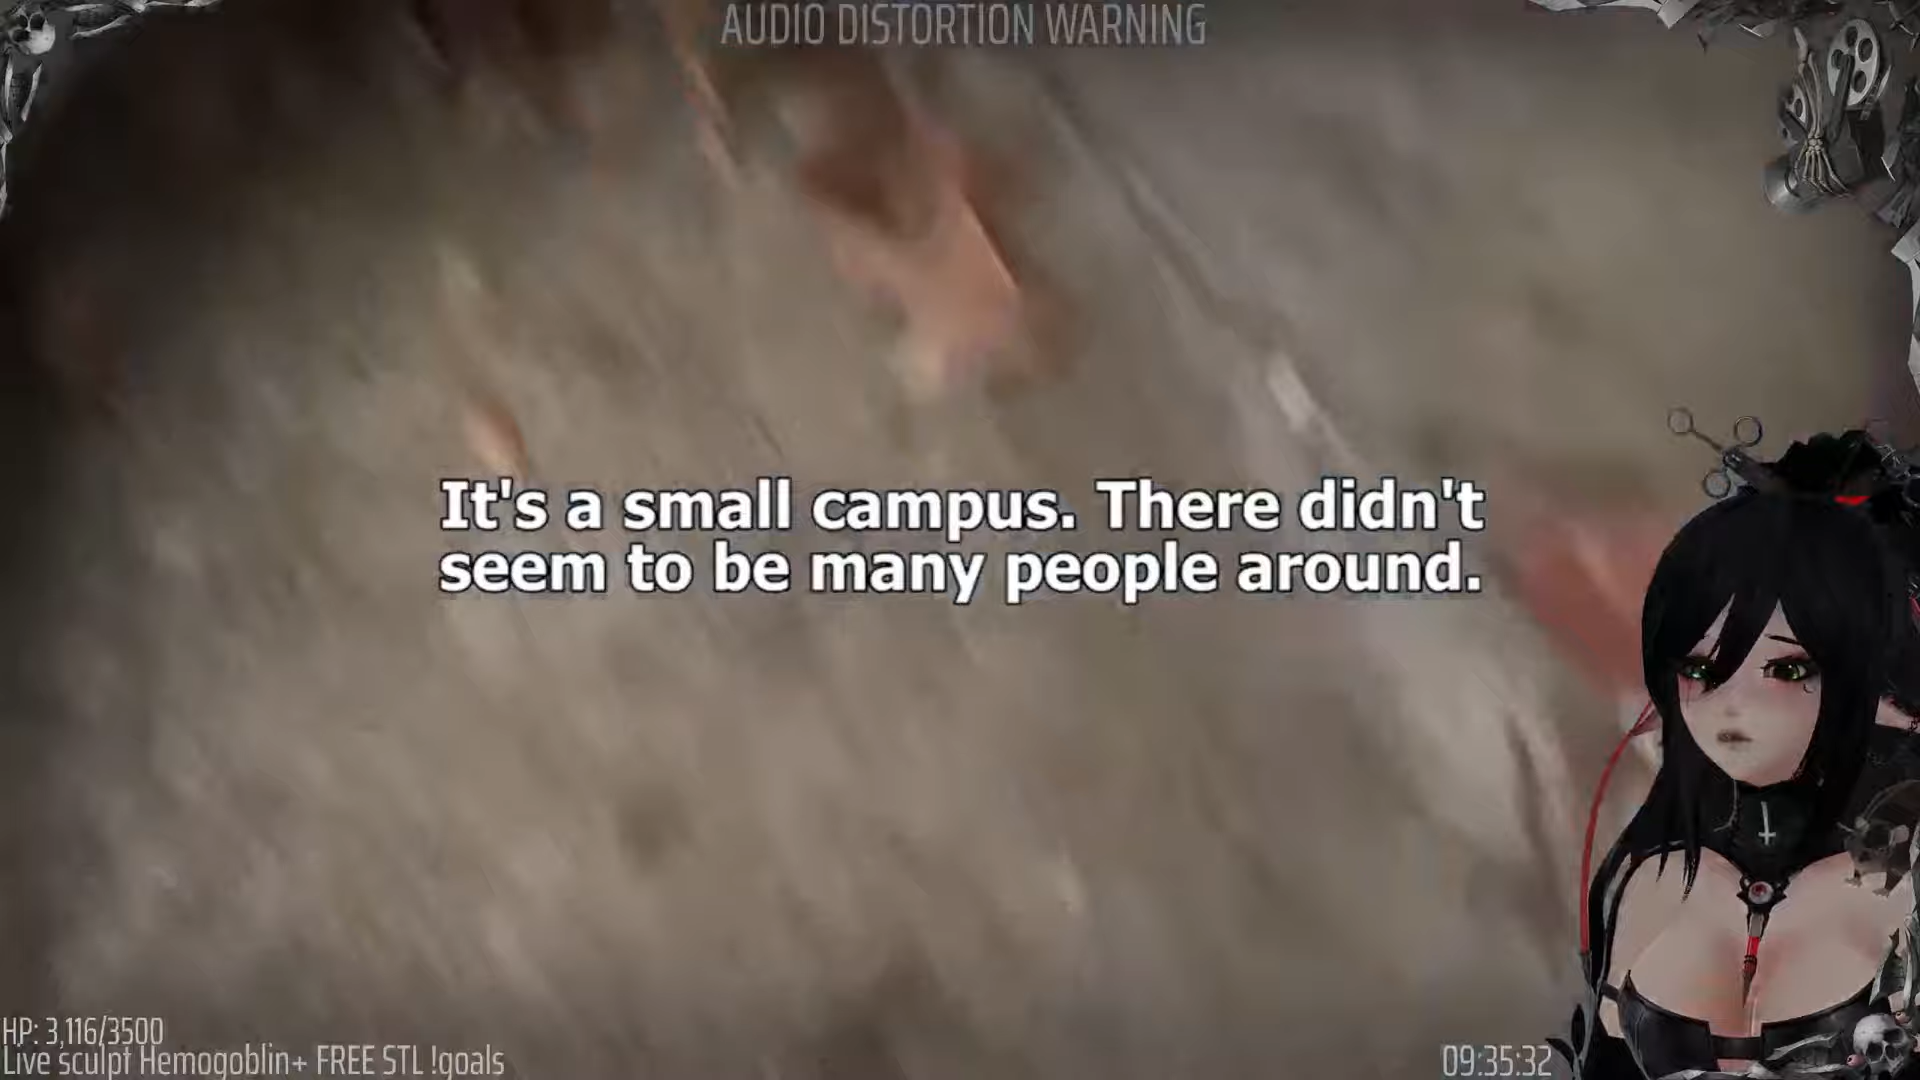 AUDIO DISTORTION WARNING
It's a small campus. There didn't
seem to be many people around.
HP: 3,116/3500
Live sculpt Hemogoblin+ FREE STL !goals
09:35:32